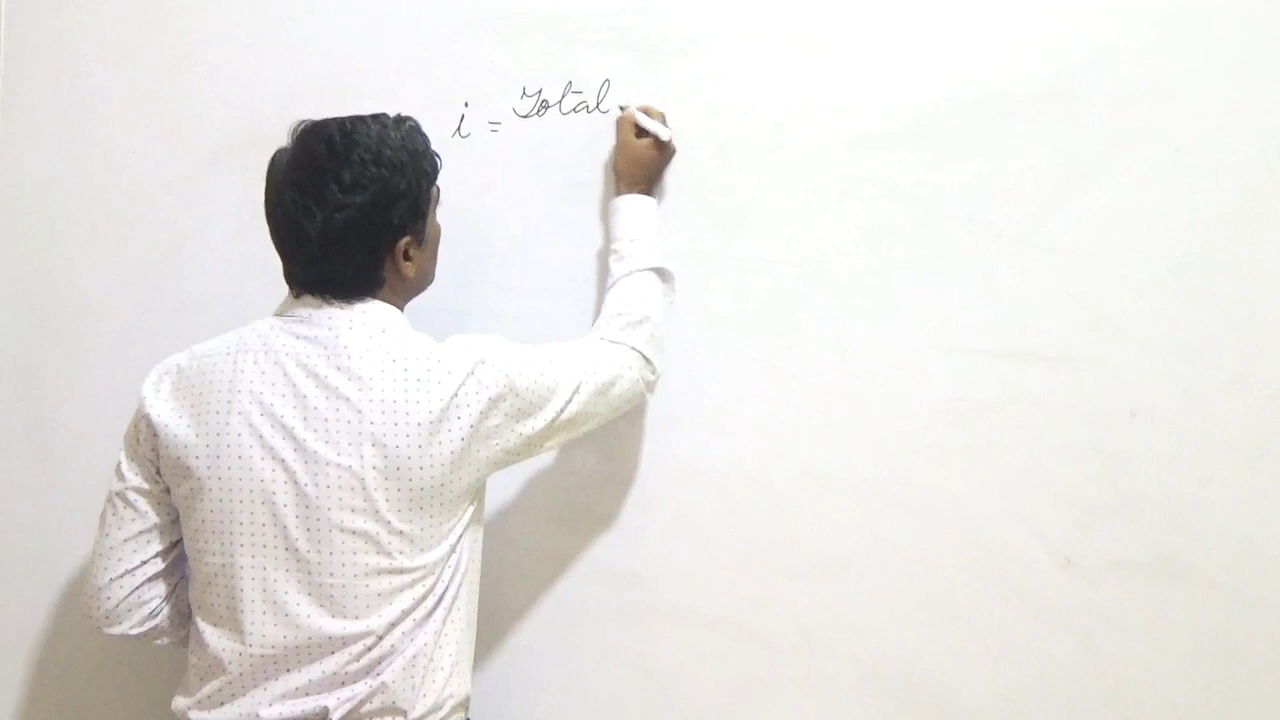 i = Total